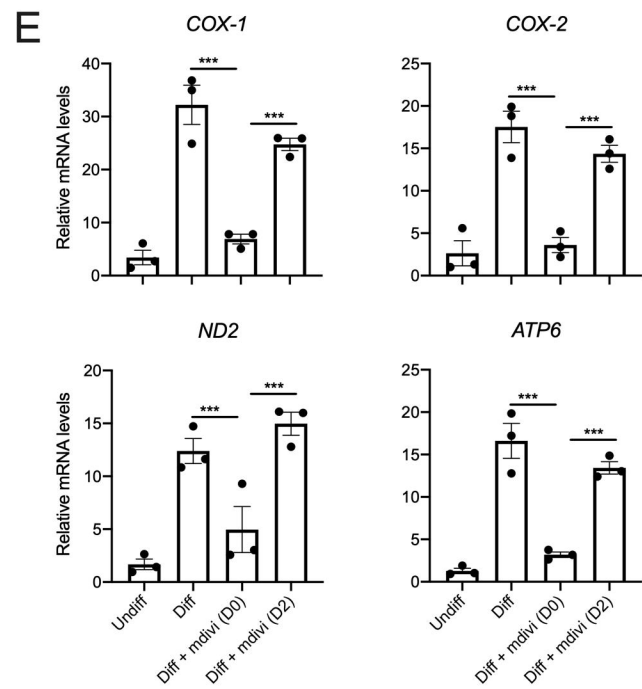 E
COX-1
Relative mRNA levels
40
30
20
10
0
***
***
COX-2
25
20
15
10
5
0
***
***
ND2
Relative mRNA levels
20
15
10
5
0
***
***
Undiff
Diff
Diff + mdivi (D0)
Diff + mdivi (D2)
ATP6
25
20
15
10
5
0
***
***
Undiff
Diff
Diff + mdivi (D0)
Diff + mdivi (D2)